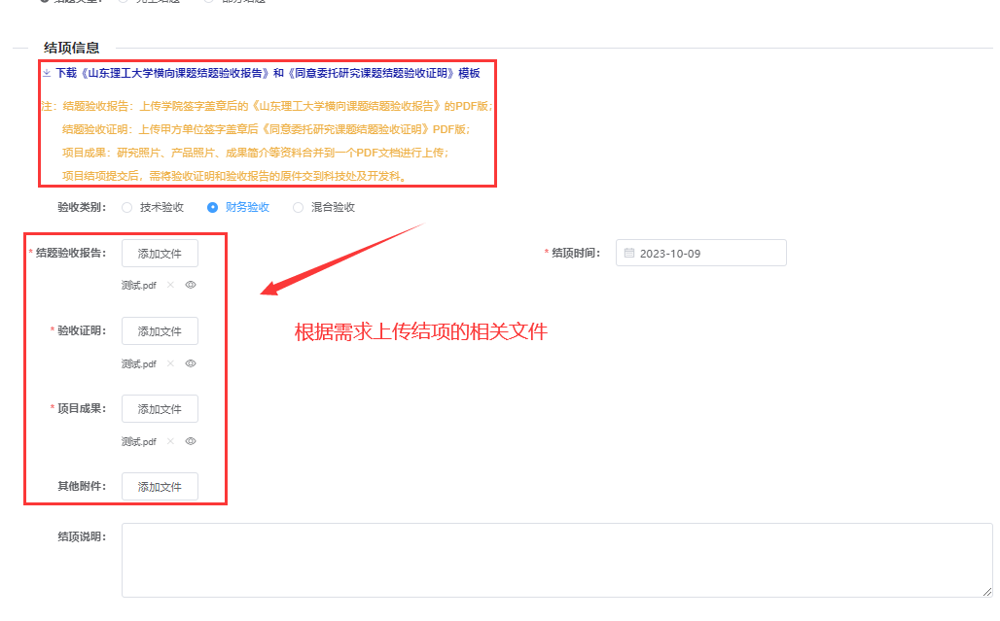 结项信息
下载《山东理工大学横向课题结题验收报告》和《同意委托研究课题结题验收证明》模板
注：结题验收报告：上传学院签字盖章后的《山东理工大学横向课题结题验收报告》的PDF版；
结题验收证明：上传甲方单位签字盖章后《同意委托研究课题结题验收证明》PDF版；
项目成果：研究照片、产品照片、成果简介等资料合并到一个PDF文档进行上传；
项目结项提交后，需将验收证明和验收报告的原件交到科技处及开发科。
验收类别： 技术验收 财务验收 混合验收
* 结题验收报告： 添加文件 * 结项时间： 2023-10-09
测试.pdf
* 验收证明： 添加文件
根据需求上传结项的相关文件
测试.pdf
* 项目成果： 添加文件
测试.pdf
其他附件： 添加文件
结项说明：